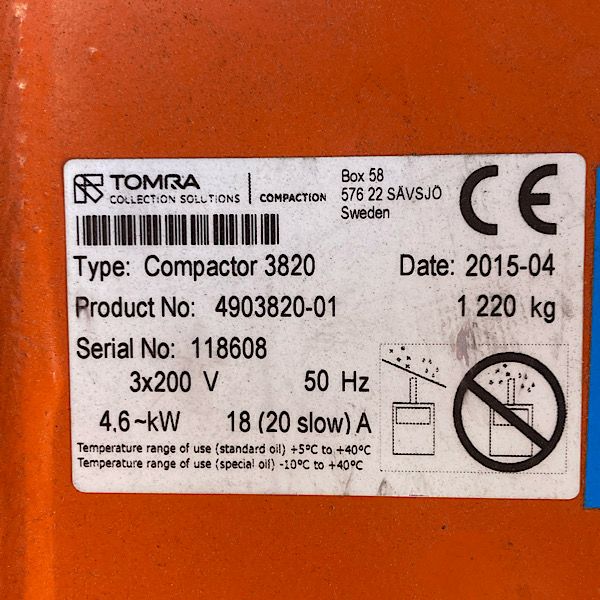 TOMRA
COLLECTION SOLUTIONS
COMPACTION
Box 58
576 22 SÄVSJÖ
Sweden
CE
Type: Compactor 3820
Date: 2015-04
Product No: 4903820-01
1 220 kg
Serial No: 118608
3x200 V
50 Hz
4,6~kW
18 (20 slow) A
Temperature range of use (standard oil) +5°C to +40°C
Temperature range of use (special oil) -10°C to +40°C